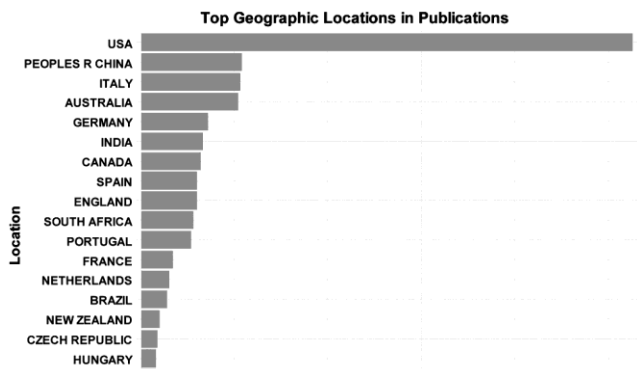 Top Geographic Locations in Publications
USA
PEOPLES R CHINA
ITALY
AUSTRALIA
GERMANY
INDIA
CANADA
SPAIN
ENGLAND
SOUTH AFRICA
PORTUGAL
FRANCE
NETHERLANDS
BRAZIL
NEW ZEALAND
CZECH REPUBLIC
HUNGARY
Location